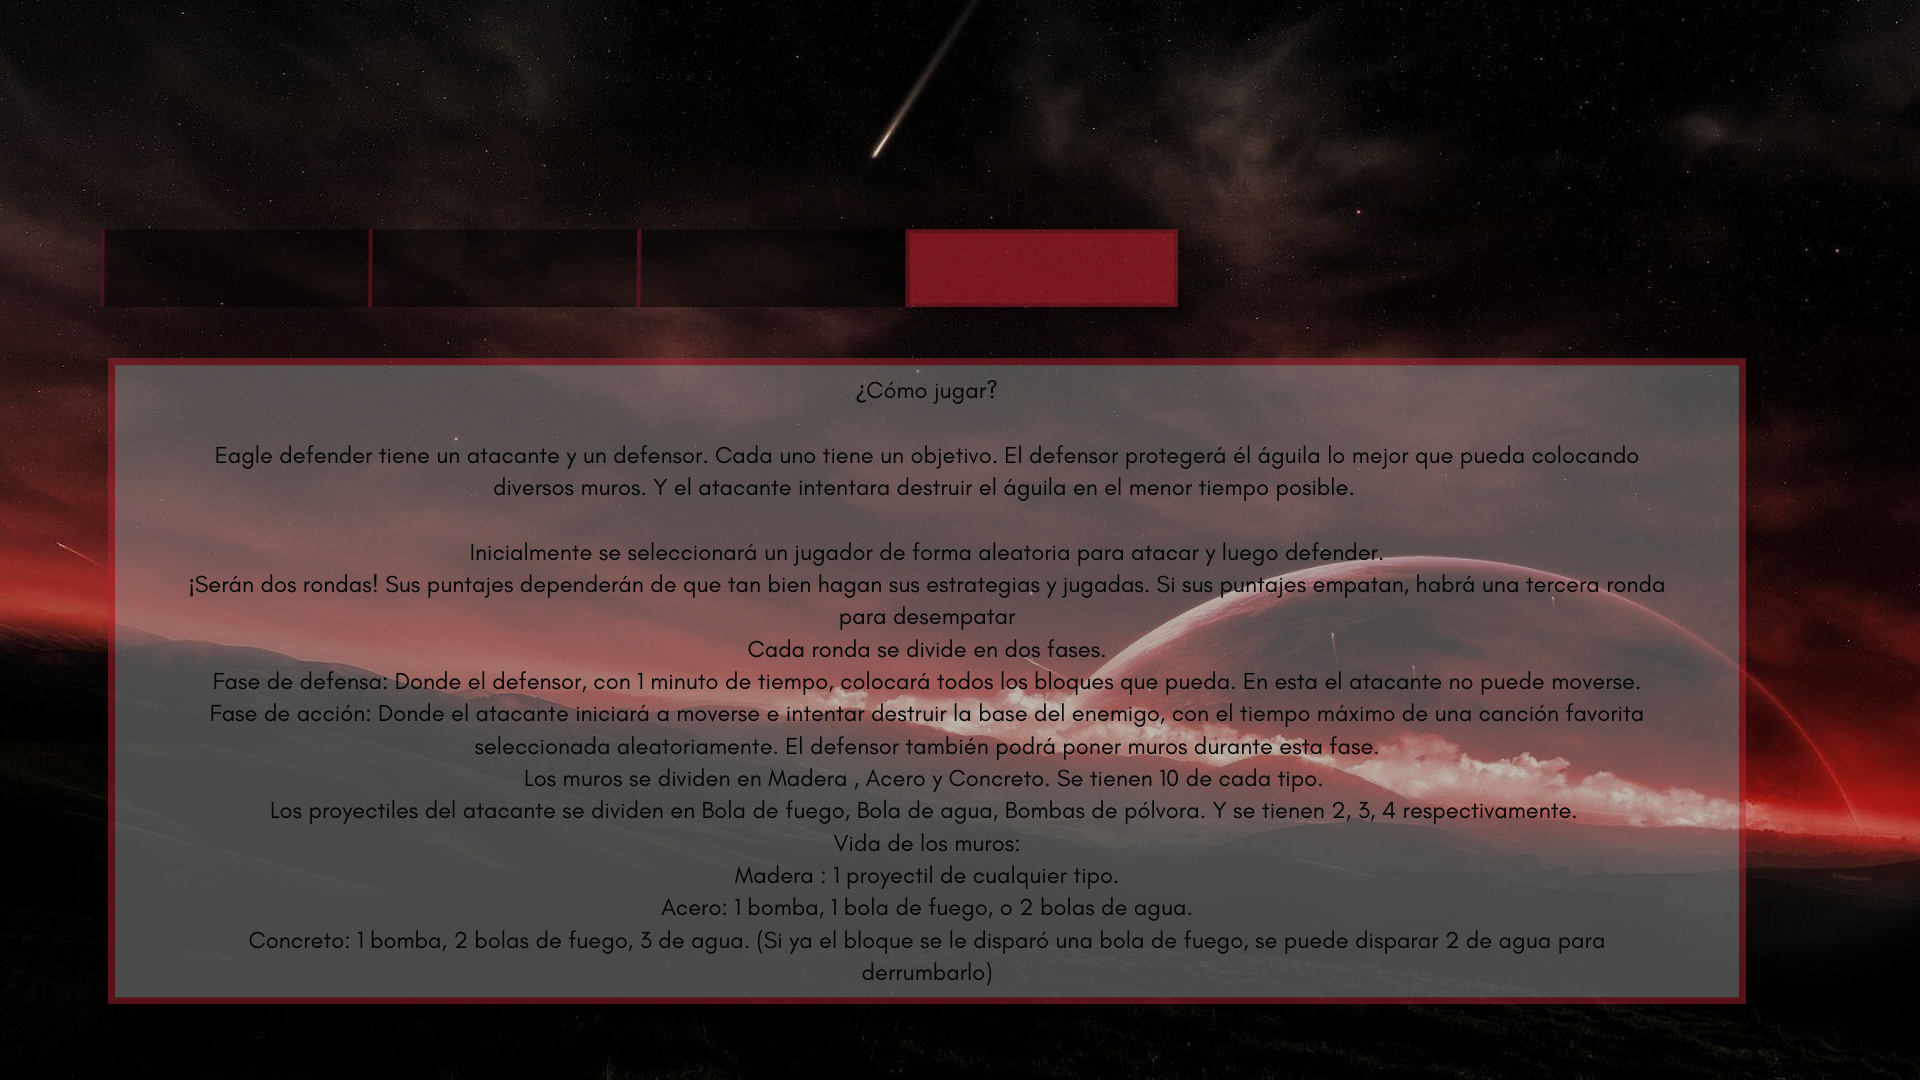 ¿Cómo jugar?
Eagle defender tiene un atacante y un defensor. Cada uno tiene un objetivo. El defensor protegerá él águila lo mejor que pueda colocando
diversos muros. Y el atacante intentara destruir el águila en el menor tiempo posible.
Inicialmente se seleccionará un jugador de forma aleatoria para atacar y luego defender.
¡Serán dos rondas! Sus puntajes dependerán de que tan bien hagan sus estrategias y jugadas. Si sus puntajes empatan, habrá una tercera ronda
para desempatar
Cada ronda se divide en dos fases.
Fase de defensa: Donde el defensor, con 1 minuto de tiempo, colocará todos los bloques que pueda. En esta el atacante no puede moverse.
Fase de acción: Donde el atacante iniciará a moverse e intentar destruir la base del enemigo, con el tiempo máximo de una canción favorita
seleccionada aleatoriamente. El defensor también podrá poner muros durante esta fase.
Los muros se dividen en Madera , Acero y Concreto. Se tienen 10 de cada tipo.
Los proyectiles del atacante se dividen en Bola de fuego, Bola de agua, Bombas de pólvora. Y se tienen 2, 3, 4 respectivamente.
Vida de los muros:
Madera : 1 proyectil de cualquier tipo.
Acero: 1 bomba, 1 bola de fuego, o 2 bolas de agua.
Concreto: 1 bomba, 2 bolas de fuego, 3 de agua. (Si ya el bloque se le disparó una bola de fuego, se puede disparar 2 de agua para
derrumbarlo)